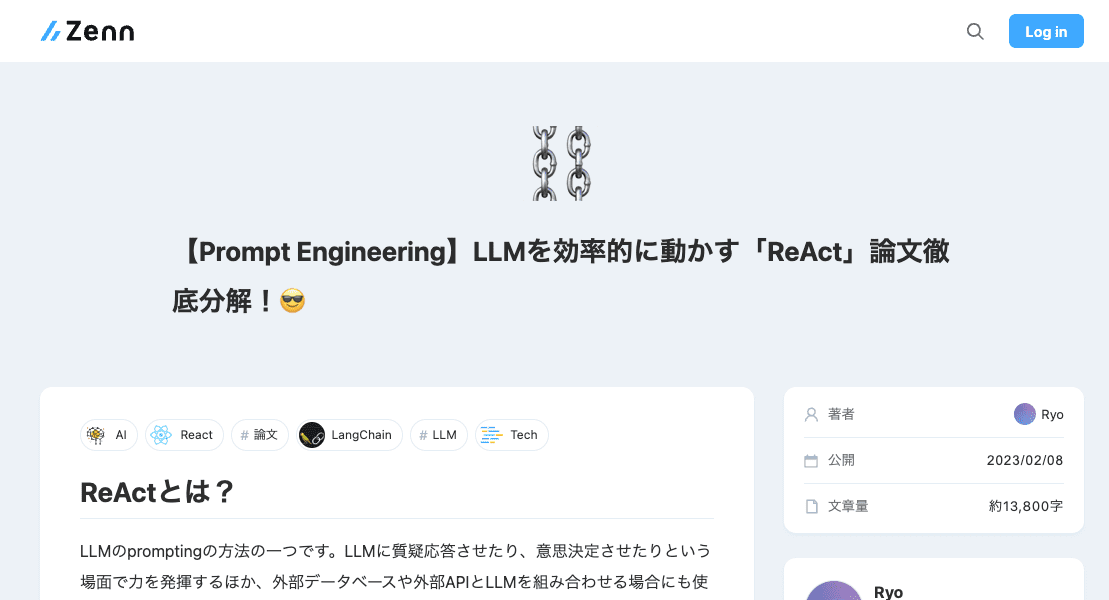 Zenn
Log in
【Prompt Engineering】LLMを効率的に動かす「ReAct」論文徹
底分解！😎
AI
React
# 論文
LangChain
# LLM
Tech
ReActとは？
LLMのpromptingの方法の一つです。LLMに質疑応答させたり、意思決定させたりという
場面で力を発揮するほか、外部データベースや外部APIとLLMを組み合わせる場合にも使
著者 Ryo
公開 2023/02/08
文章量 約13,800字
Ryo